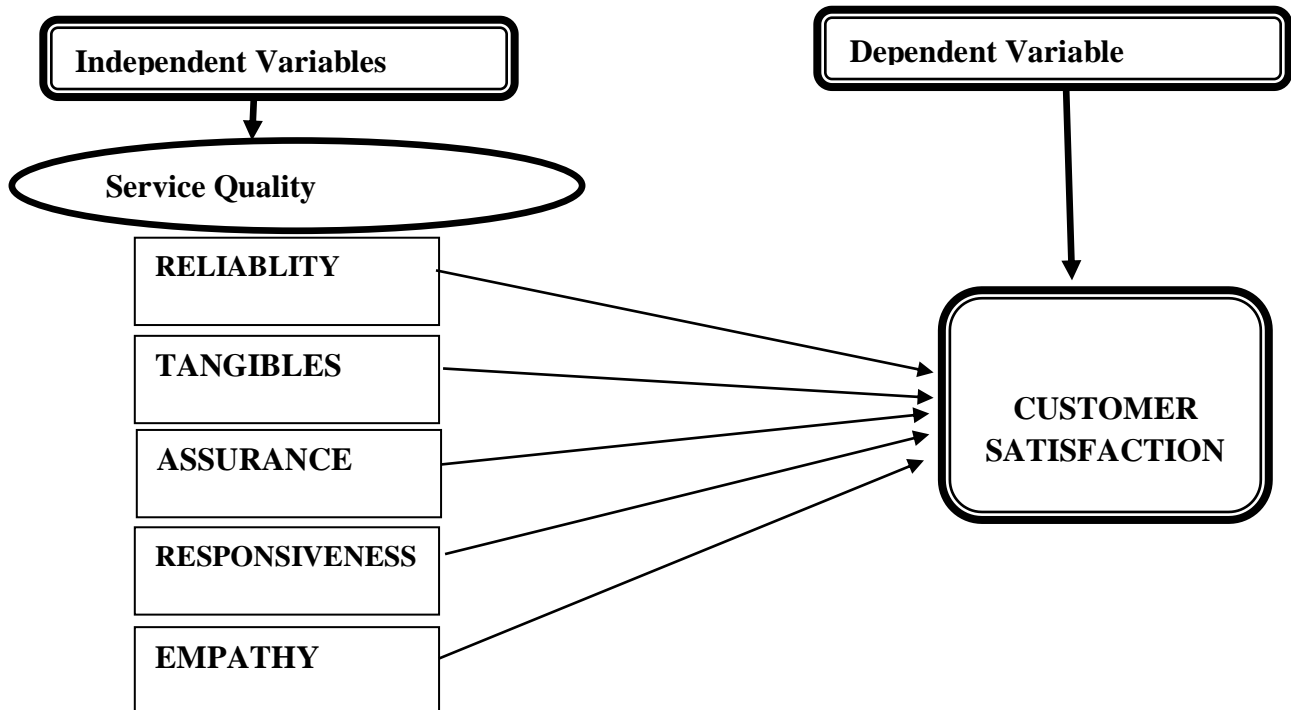 Independent Variables
Dependent Variable
Service Quality
RELIABLITY
TANGIBLES
ASSURANCE
RESPONSIVENESS
EMPATHY
CUSTOMER
SATISFACTION